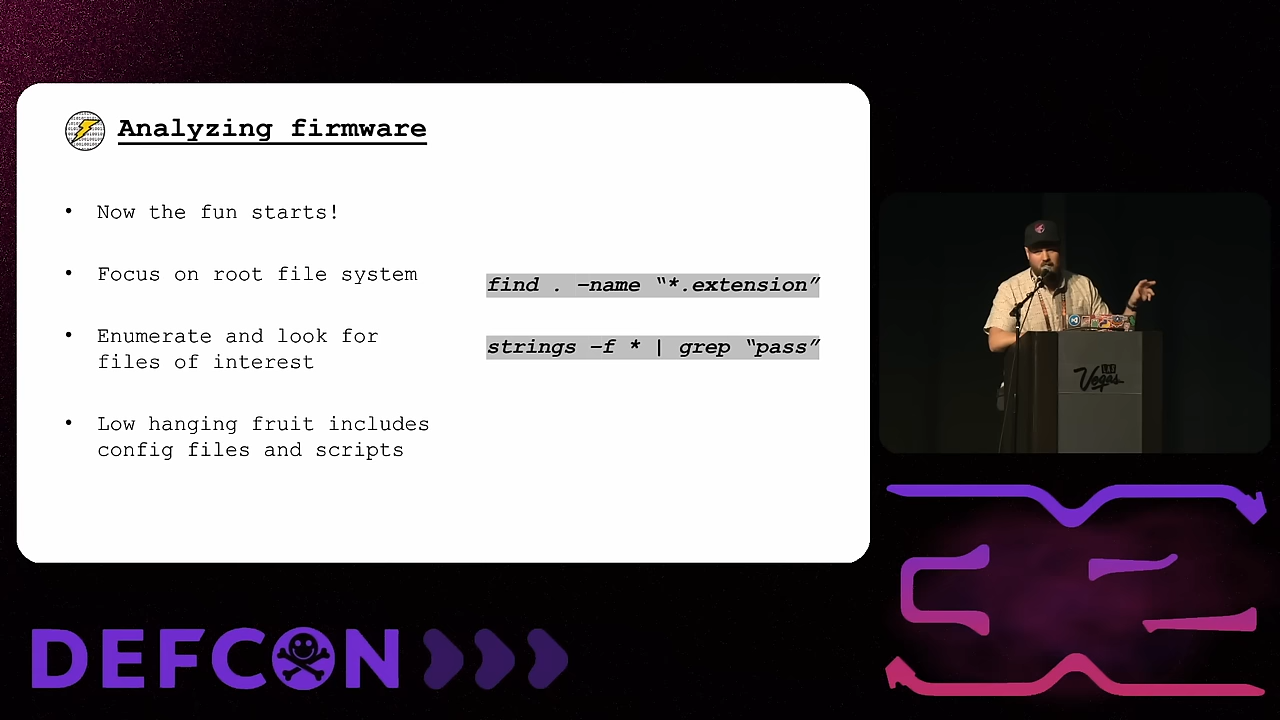 Analyzing firmware
• Now the fun starts!
• Focus on root file system
• Enumerate and look for
files of interest
• Low hanging fruit includes
config files and scripts
find . -name “*.extension”
strings -f * | grep “pass”
LAS
Vegas
DEFCON